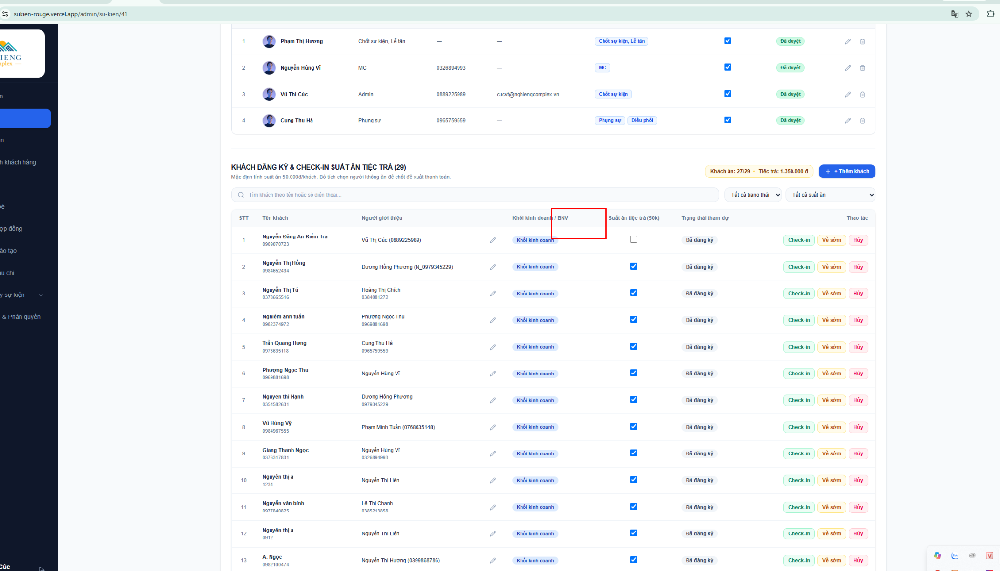 sukien-rouge.vercel.app/admin/su-kien/41
IENG
plex
n
en
h khách hàng
oè
ợp đồng
ào tạo
hu chi
y sự kiện
& Phân quyền
Cúc
1 Phạm Thị Hương Chốt sự kiện, Lễ tân — — Chốt sự kiện, Lễ tân Đã duyệt
2 Nguyễn Hùng Vĩ MC 0326894993 — MC Đã duyệt
3 Vũ Thị Cúc Admin 0889225989 cucvt@nghiengcomplex.vn Chốt sự kiện Đã duyệt
4 Cung Thu Hà Phụng sự 0965759559 — Phụng sự Điều phối Đã duyệt
KHÁCH ĐĂNG KÝ & CHECK-IN SUẤT ĂN TIỆC TRÀ (29)
Mặc định tính suất ăn 50.000đ/khách. Bỏ tích chọn người không ăn để chốt đề xuất thanh toán.
Khách ăn: 27/29 • Tiệc trà: 1.350.000 đ
+ + Thêm khách
Tìm khách theo tên hoặc số điện thoại...
Tất cả trạng thái
Tất cả suất ăn
STT Tên khách Người giới thiệu Khối kinh doanh / BNV Suất ăn tiệc trà (50k) Trạng thái tham dự Thao tác
1 Nguyễn Đăng An Kiểm Tra Vũ Thị Cúc (0889225989) Khối kinh doanh Đã đăng ký Check-in Về sớm Hủy
0909070723
2 Nguyễn Thị Hồng Dương Hồng Phương (N_0979345229) Khối kinh doanh Đã đăng ký Check-in Về sớm Hủy
0984652434
3 Nguyễn Thị Tú Hoàng Thị Chích Khối kinh doanh Đã đăng ký Check-in Về sớm Hủy
0378665516 0384081272
4 Nghiêm anh tuấn Phượng Ngọc Thu Khối kinh doanh Đã đăng ký Check-in Về sớm Hủy
0982374972 0969881698
5 Trần Quang Hưng Cung Thu Hà Khối kinh doanh Đã đăng ký Check-in Về sớm Hủy
0973635118 0965759559
6 Phượng Ngọc Thu Nguyễn Hùng Vĩ Khối kinh doanh Đã đăng ký Check-in Về sớm Hủy
0969881698
7 Nguyen thi Hạnh Dương Hồng Phương Khối kinh doanh Đã đăng ký Check-in Về sớm Hủy
0354582631 0979345229
8 Vũ Hùng Vỹ Phạm Minh Tuấn (0768635148) Khối kinh doanh Đã đăng ký Check-in Về sớm Hủy
0984967555
9 Giang Thanh Ngọc Nguyễn Hùng Vĩ Khối kinh doanh Đã đăng ký Check-in Về sớm Hủy
0376317831 0326894993
10 Nguyên thị a Nguyễn Thị Liên Khối kinh doanh Đã đăng ký Check-in Về sớm Hủy
1234
11 Nguyễn văn bình Lê Thị Chanh Khối kinh doanh Đã đăng ký Check-in Về sớm Hủy
0977840825 0385213858
12 Nguyên thị a Nguyễn Thị Liên Khối kinh doanh Đã đăng ký Check-in Về sớm Hủy
0912
13 A. Ngọc Nguyễn Thị Hương (0399868786) Khối kinh doanh Đã đăng ký Check-in Về sớm Hủy
0982100474